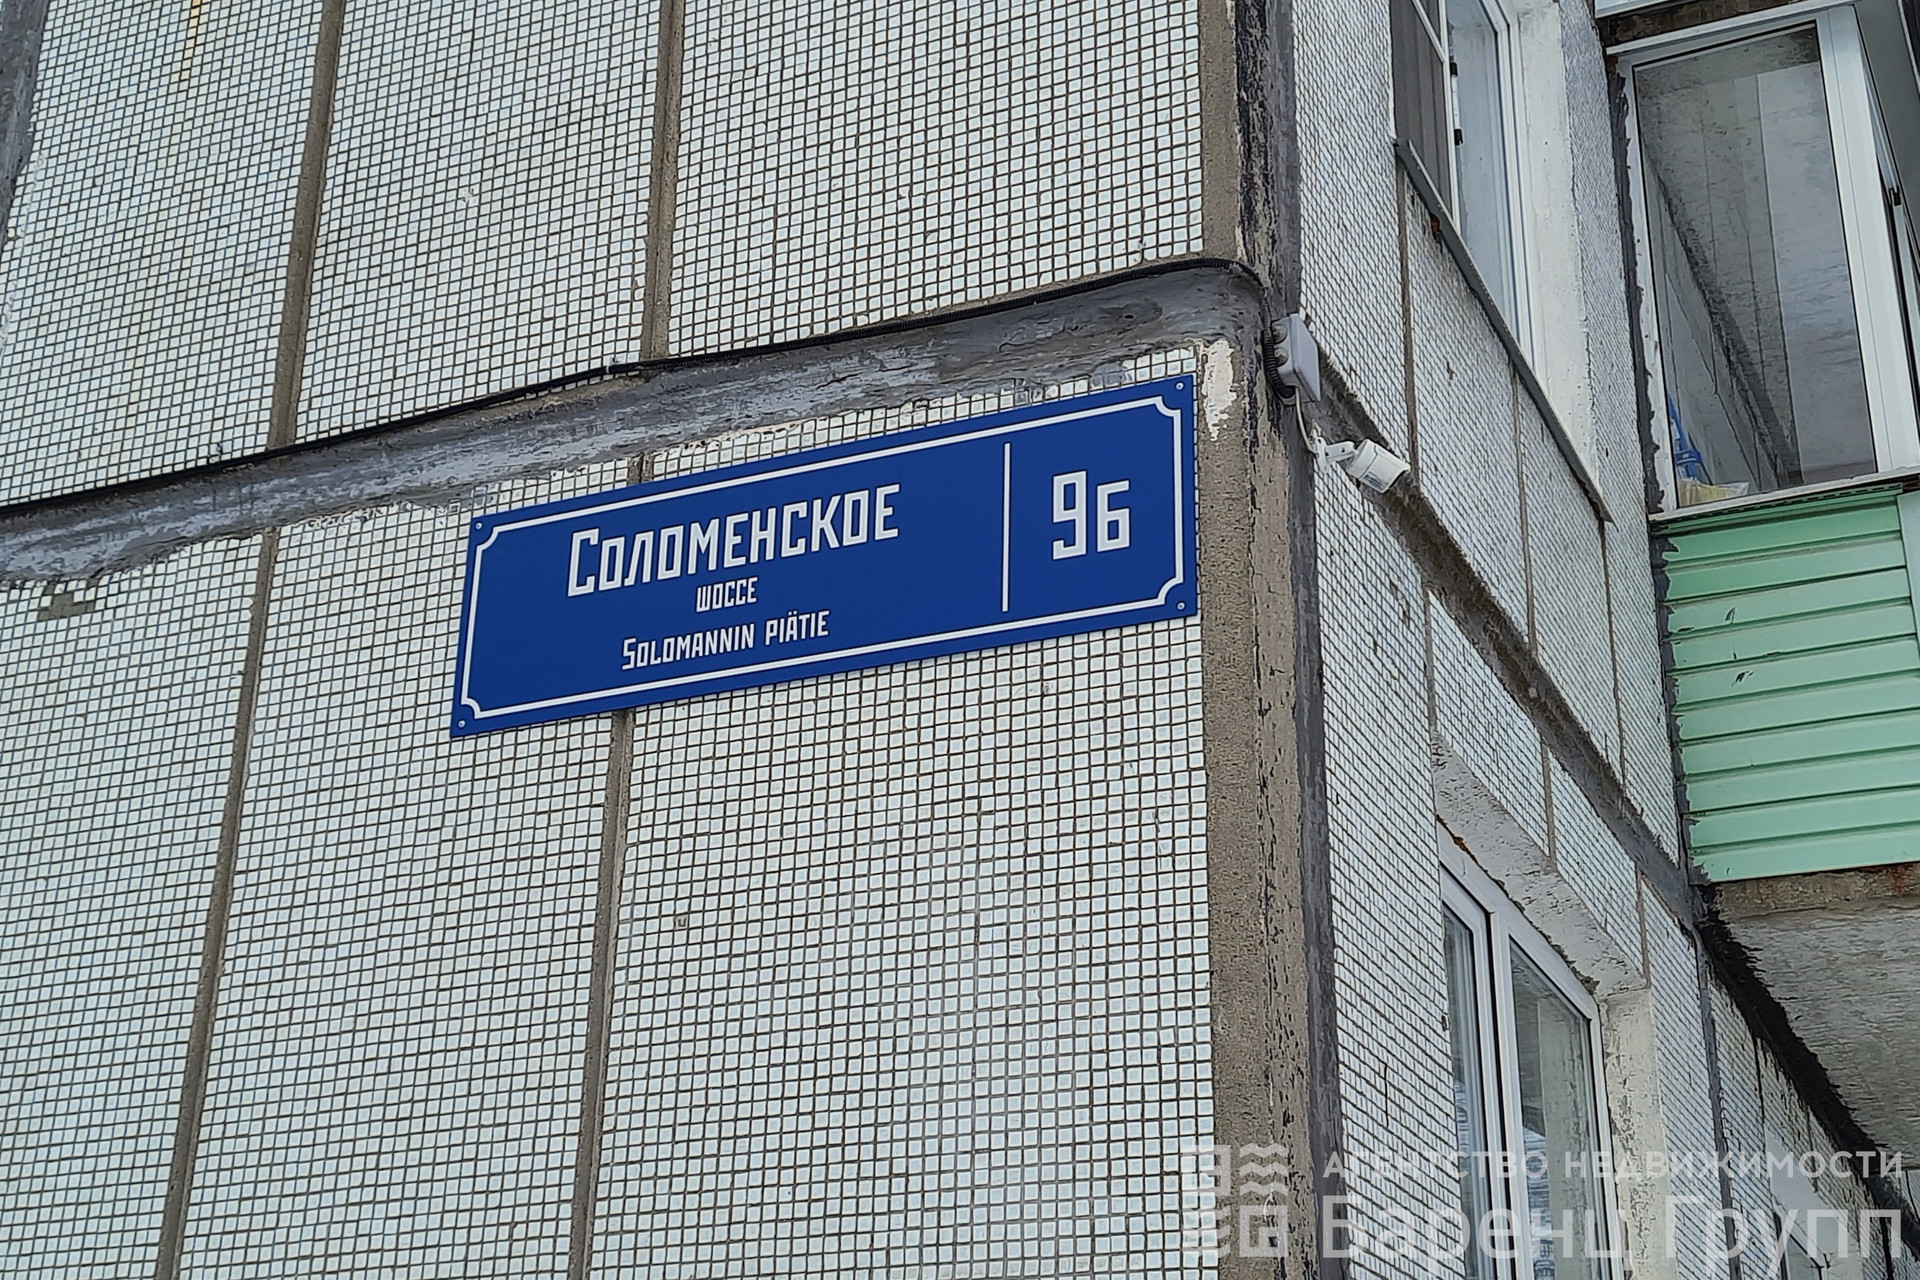 Соломенское
шоссе
Solomannin piätie
9Б
АГЕНТСТВО НЕДВИЖИМОСТИ
Баренц Групп